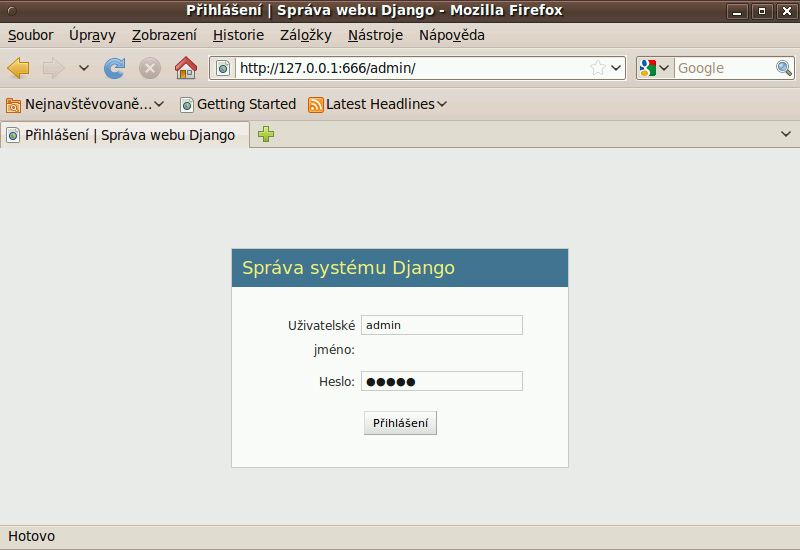 Přihlášení | Správa webu Django - Mozilla Firefox
Soubor Úpravy Zobrazení Historie Záložky Nástroje Nápověda
http://127.0.0.1:666/admin/ Google
Nejnavštěvovaně... Getting Started Latest Headlines
Přihlášení | Správa webu Django
Správa systému Django
Uživatelské admin
jméno:
Heslo: ●●●●●
Přihlášení
Hotovo